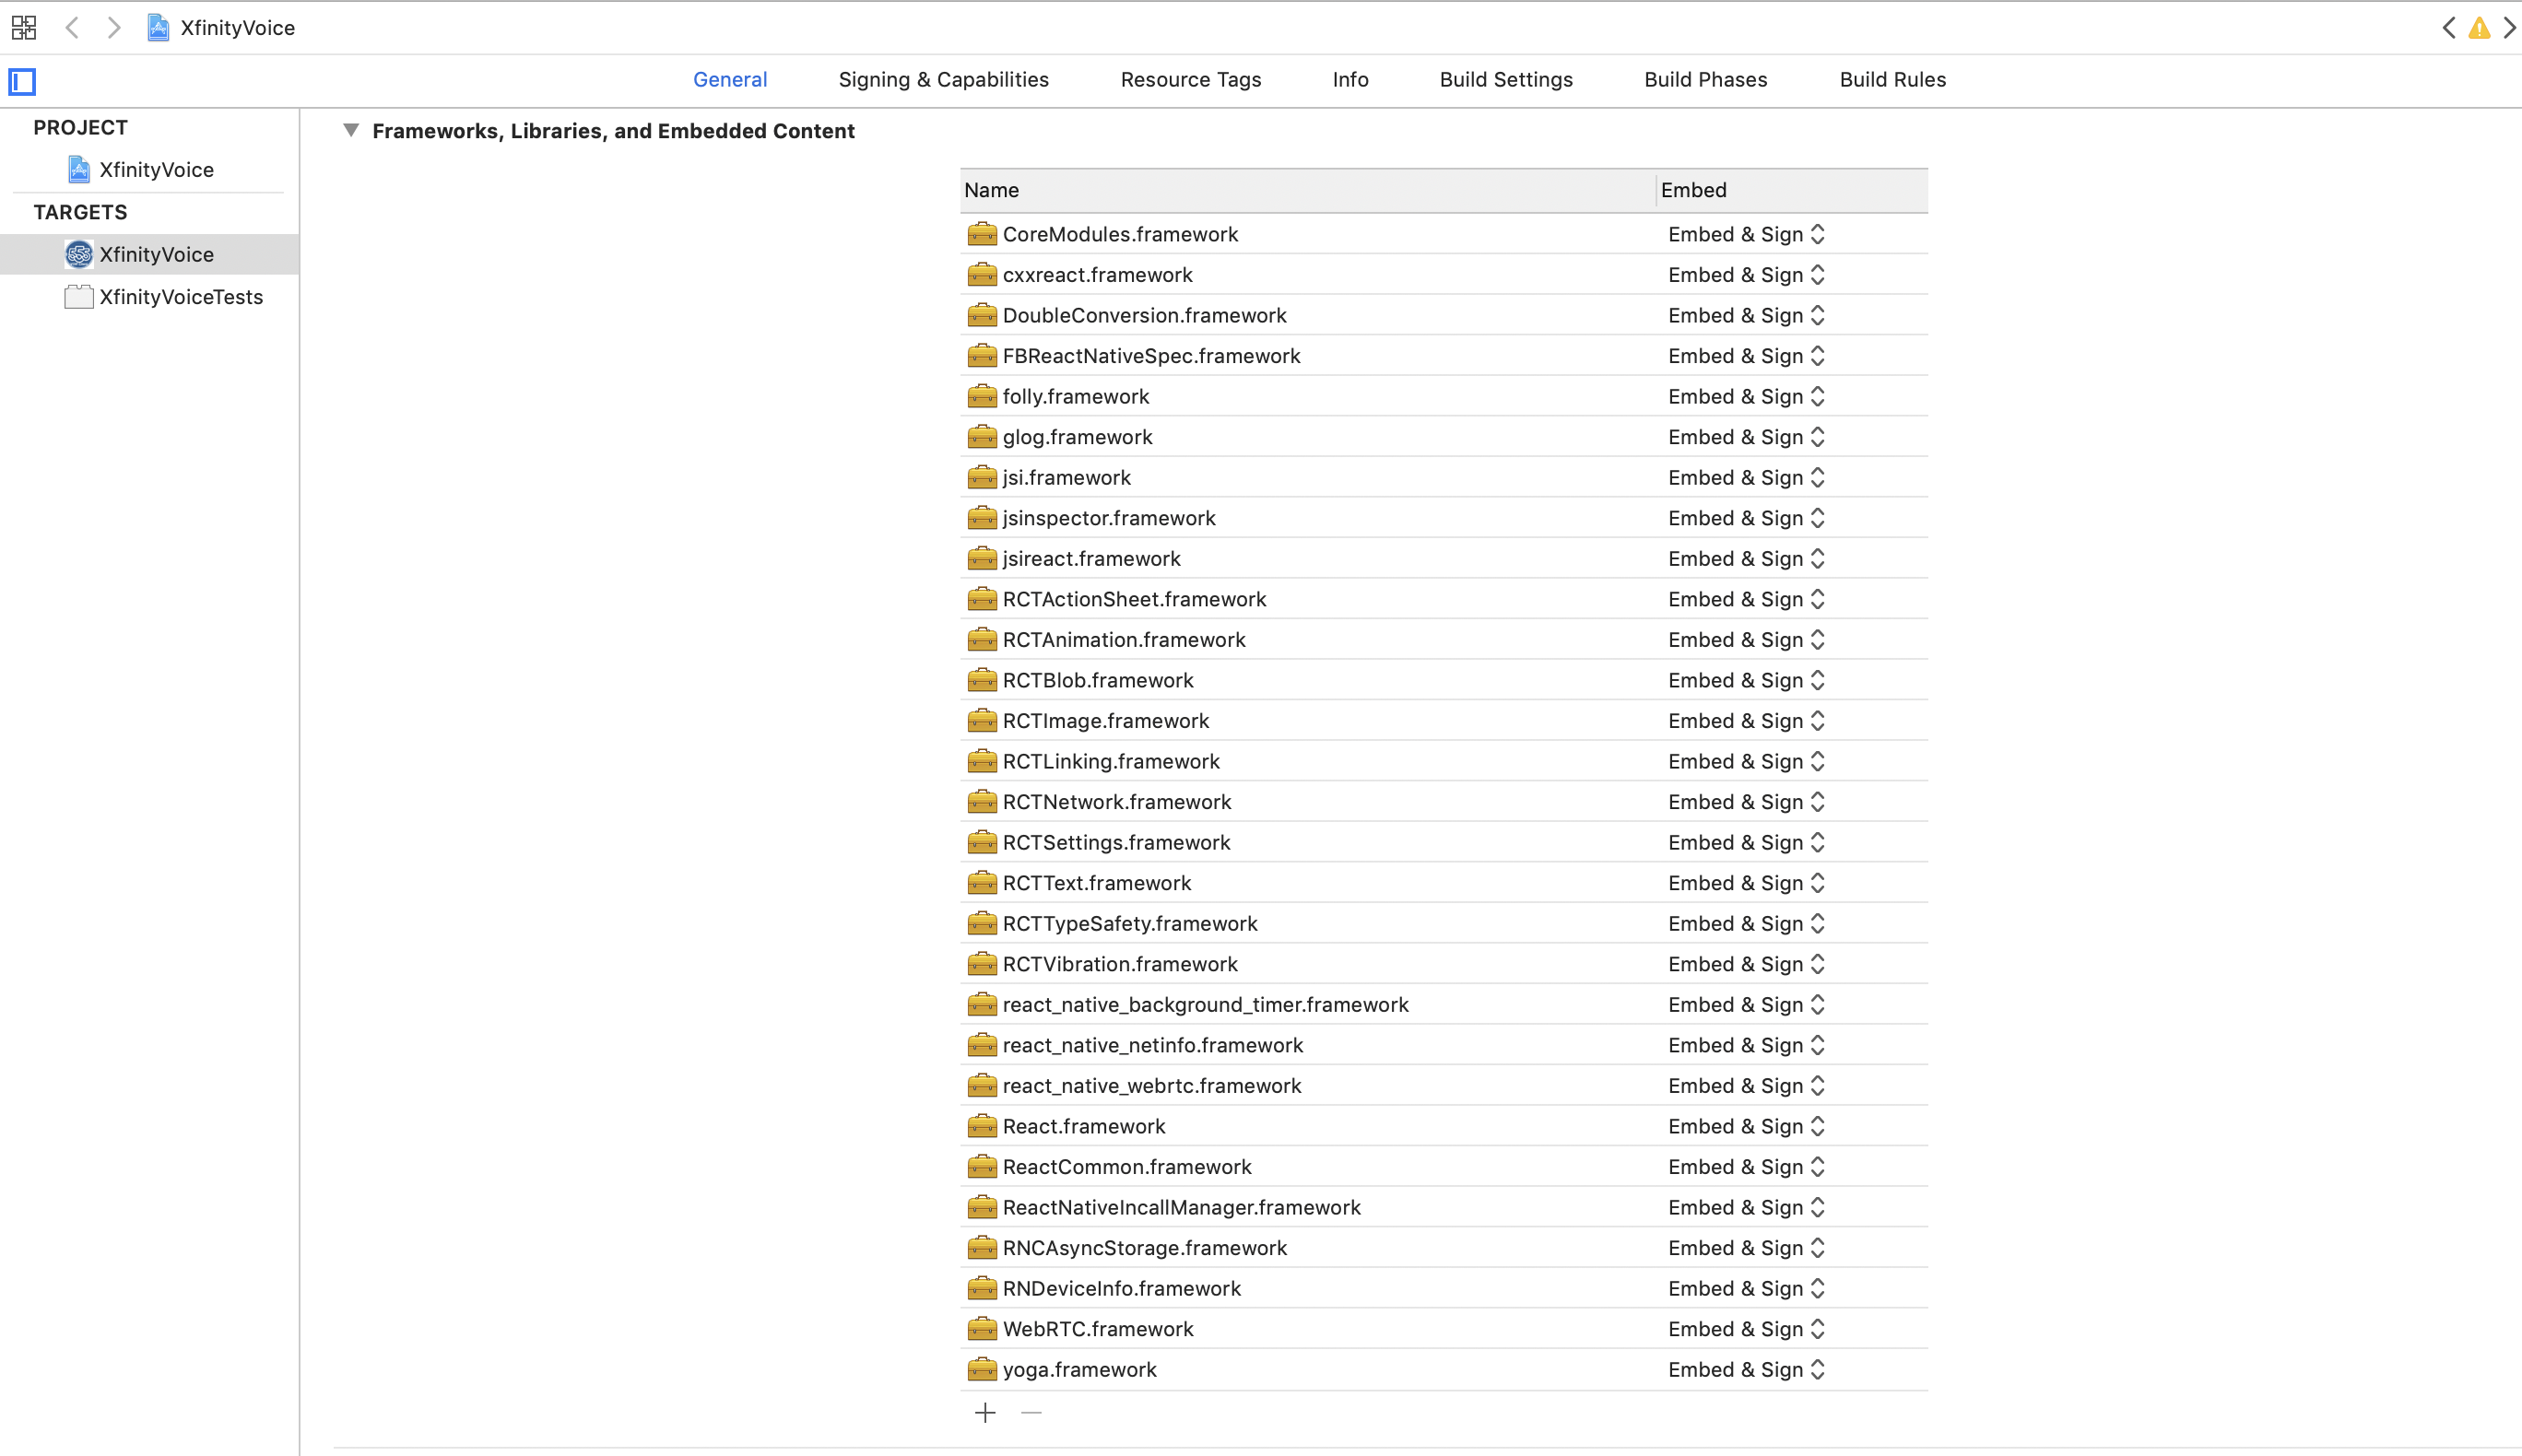 XfinityVoice
General Signing & Capabilities Resource Tags Info Build Settings Build Phases Build Rules
PROJECT
XfinityVoice
TARGETS
XfinityVoice
XfinityVoiceTests
Frameworks, Libraries, and Embedded Content
Name Embed
CoreModules.framework Embed & Sign
cxxreact.framework Embed & Sign
DoubleConversion.framework Embed & Sign
FBReactNativeSpec.framework Embed & Sign
folly.framework Embed & Sign
glog.framework Embed & Sign
jsi.framework Embed & Sign
jsinspector.framework Embed & Sign
jsireact.framework Embed & Sign
RCTActionSheet.framework Embed & Sign
RCTAnimation.framework Embed & Sign
RCTBlob.framework Embed & Sign
RCTImage.framework Embed & Sign
RCTLinking.framework Embed & Sign
RCTNetwork.framework Embed & Sign
RCTSettings.framework Embed & Sign
RCTText.framework Embed & Sign
RCTTypeSafety.framework Embed & Sign
RCTVibration.framework Embed & Sign
react_native_background_timer.framework Embed & Sign
react_native_netinfo.framework Embed & Sign
react_native_webrtc.framework Embed & Sign
React.framework Embed & Sign
ReactCommon.framework Embed & Sign
ReactNativeIncallManager.framework Embed & Sign
RNCAsyncStorage.framework Embed & Sign
RNDeviceInfo.framework Embed & Sign
WebRTC.framework Embed & Sign
yoga.framework Embed & Sign